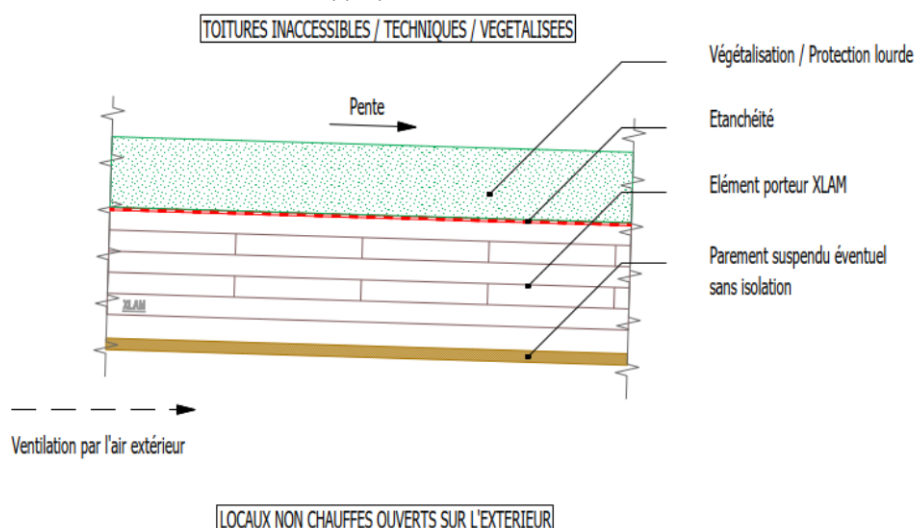 TOITURES INACCESSIBLES / TECHNIQUES / VEGETALISEES
Végétalisation / Protection lourde
Pente
Etanchéité
Elément porteur XLAM
Parement suspendu éventuel
sans isolation
XLAM
Ventilation par l'air extérieur
LOCAUX NON CHAUFFES OUVERTS SUR L'EXTERIEUR